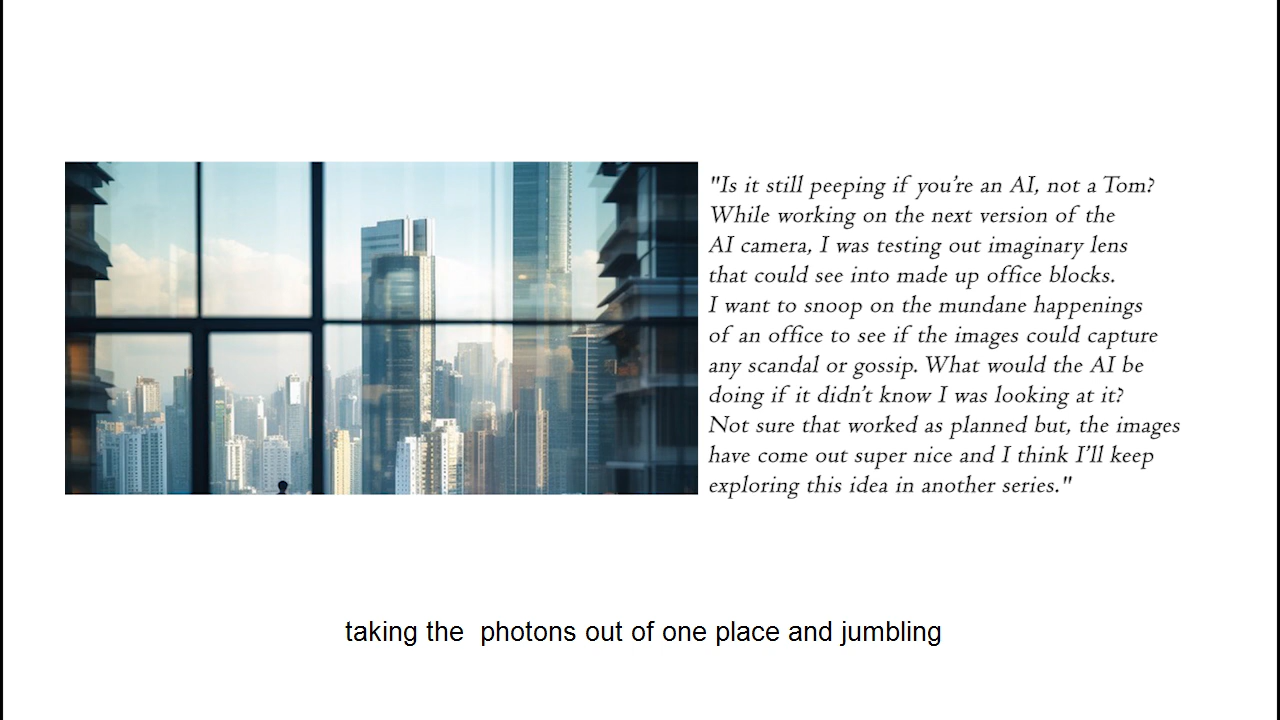 "Is it still peeping if you’re an AI, not a Tom?
While working on the next version of the
AI camera, I was testing out imaginary lens
that could see into made up office blocks.
I want to snoop on the mundane happenings
of an office to see if the images could capture
any scandal or gossip. What would the AI be
doing if it didn’t know I was looking at it?
Not sure that worked as planned but, the images
have come out super nice and I think I’ll keep
exploring this idea in another series."
taking the  photons out of one place and jumbling